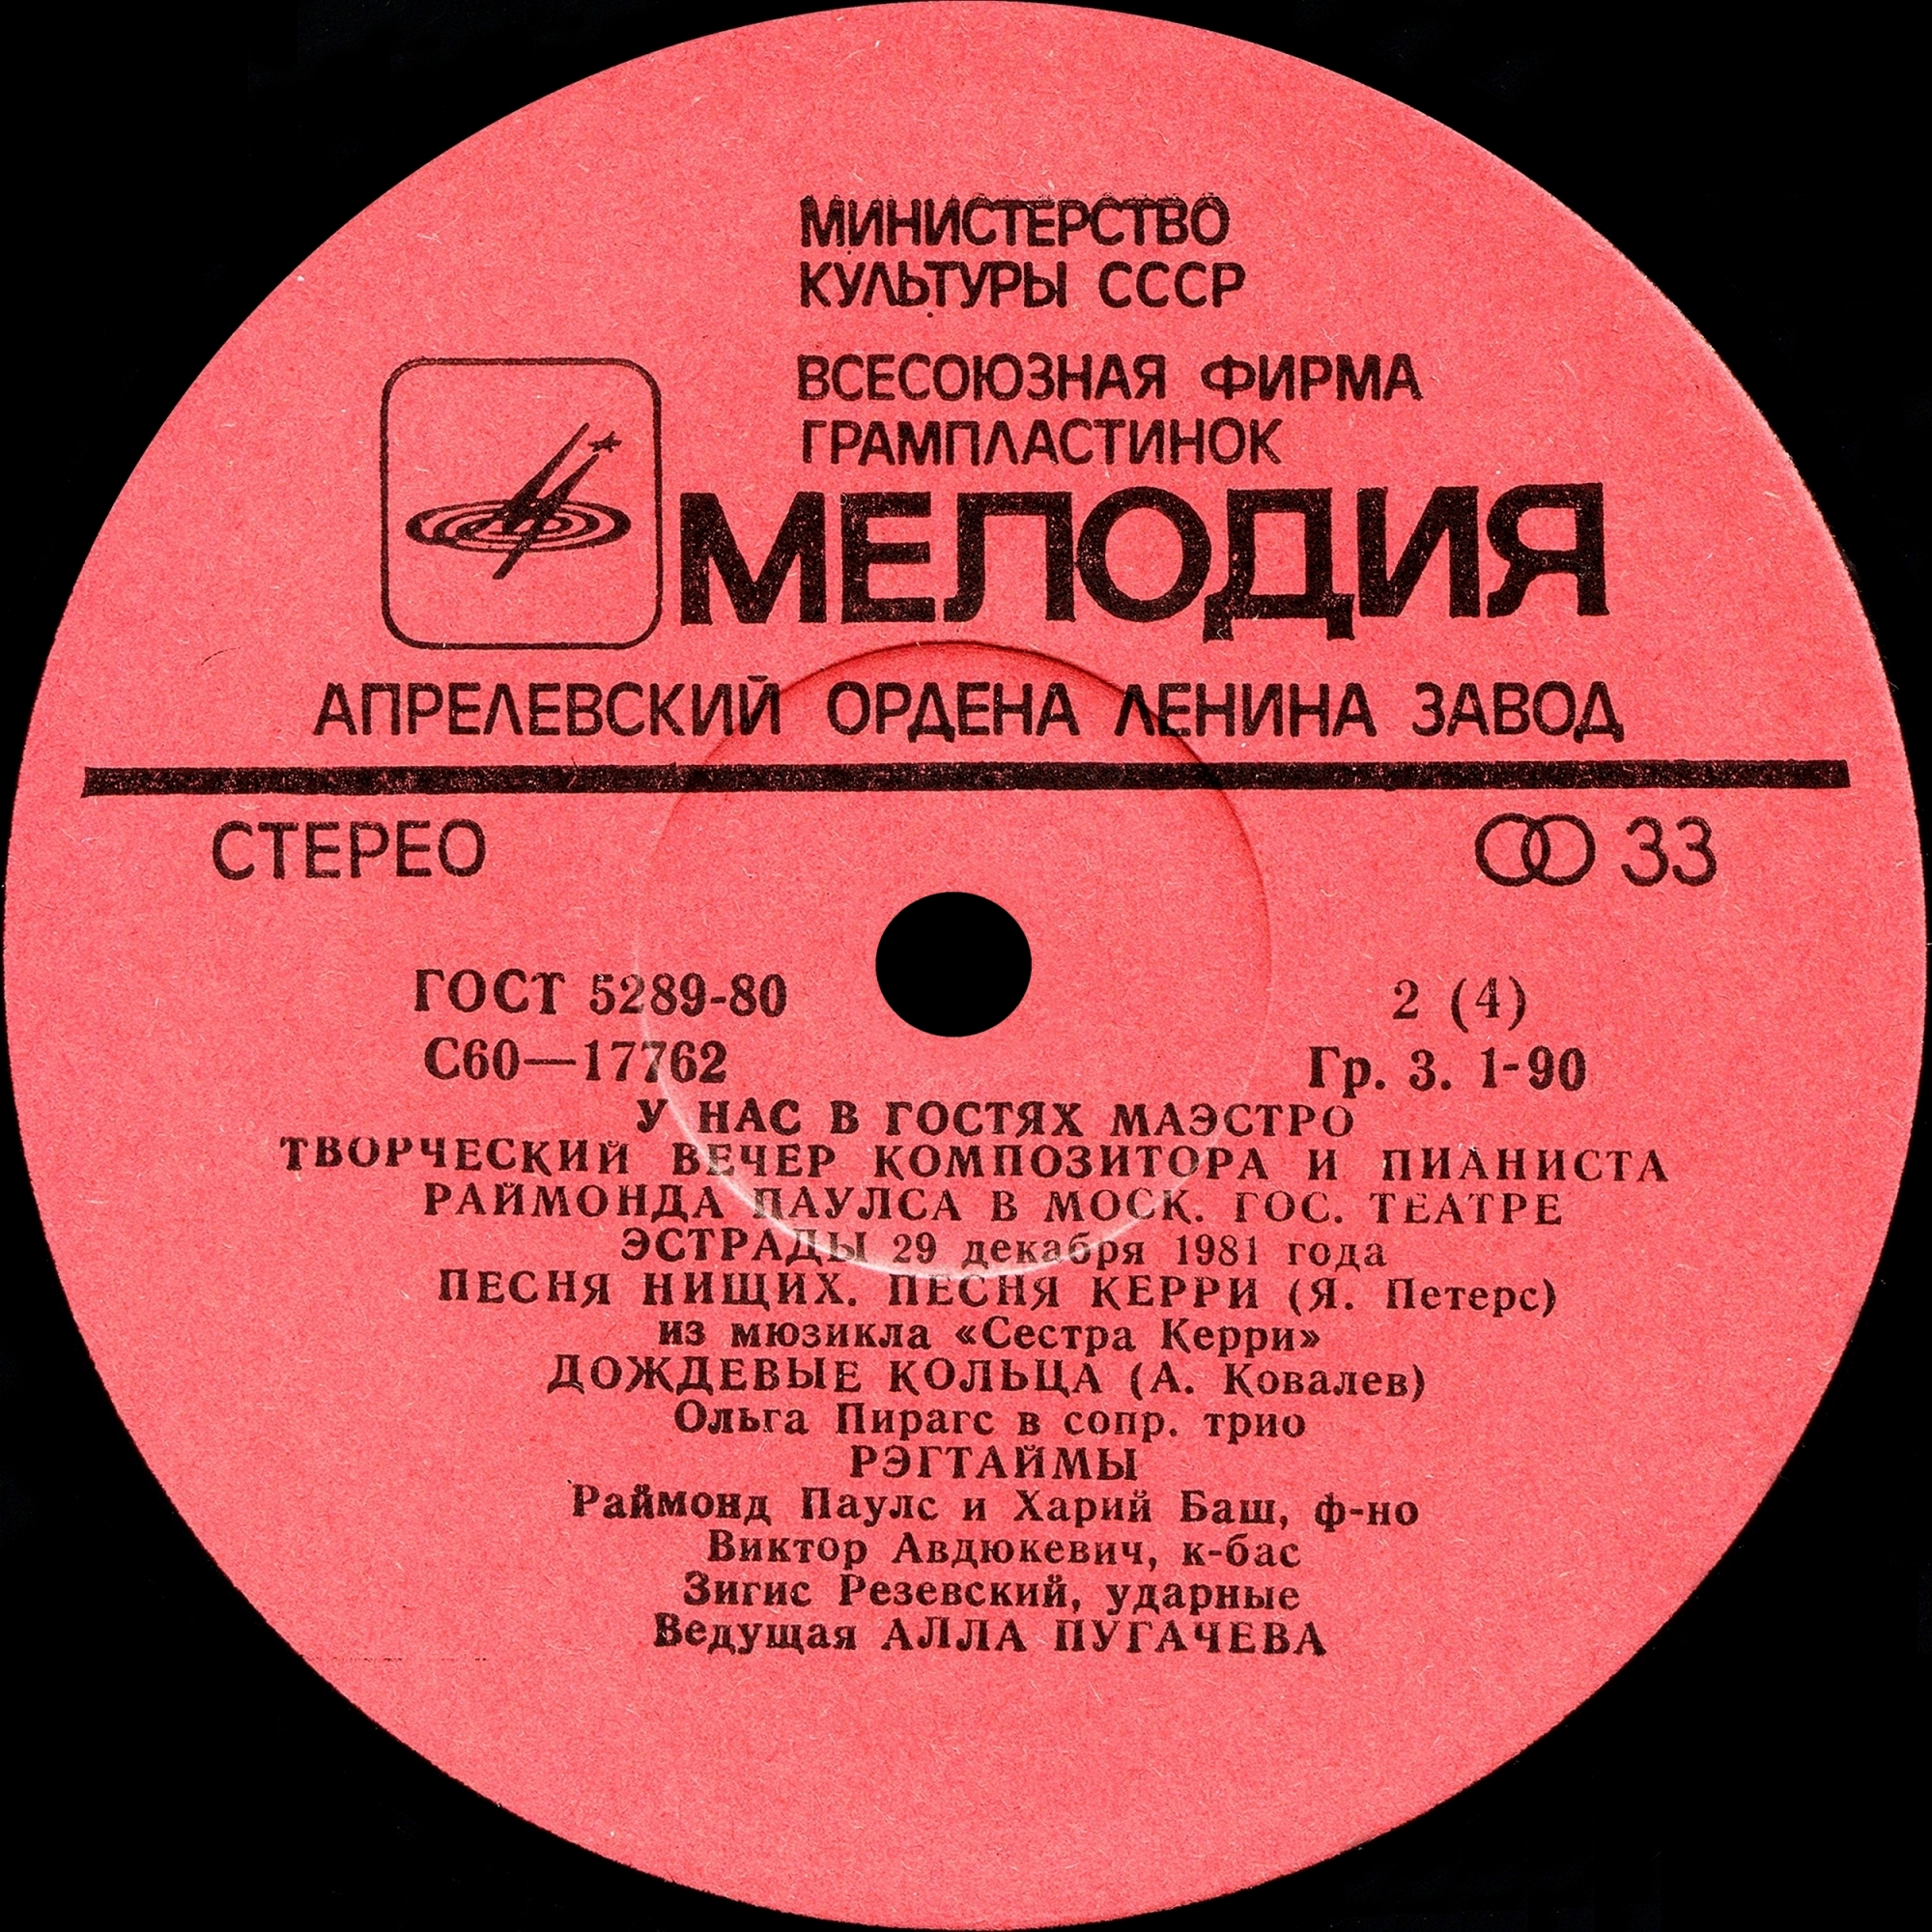 МИНИСТЕРСТВО
КУЛЬТУРЫ СССР
ВСЕСОЮЗНАЯ ФИРМА
ГРАМПЛАСТИНОК
МЕЛОДИЯ
АПРЕЛЕВСКИЙ ОРДЕНА ЛЕНИНА ЗАВОД
СТЕРЕО 33
ГОСТ 5289-80 2 (4)
С60—17762 Гр. 3. 1-90
У НАС В ГОСТЯХ МАЭСТРО
ТВОРЧЕСКИЙ ВЕЧЕР КОМПОЗИТОРА И ПИАНИСТА
РАЙМОНДА ПАУЛСА В МОСК. ГОС. ТЕАТРЕ
ЭСТРАДЫ 29 декабря 1981 года
ПЕСНЯ НИЩИХ. ПЕСНЯ КЕРРИ (Я. Петерс)
из мюзикла «Сестра Керри»
ДОЖДЕВЫЕ КОЛЬЦА (А. Ковалев)
Ольга Пирагс в сопр. трио
РЭГТАЙМЫ
Раймонд Паулс и Харий Баш, ф-но
Виктор Авдюкевич, к-бас
Зигис Резевский, ударные
Ведущая АЛЛА ПУГАЧЕВА